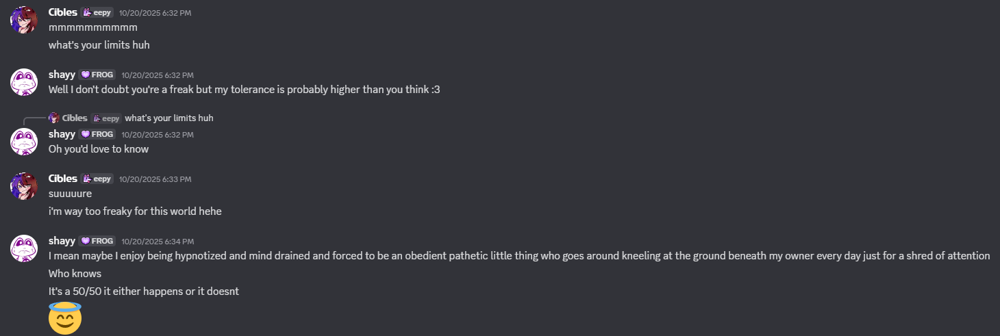 Cibles eepy 10/20/2025 6:32 PM
mmmmmmmmmm
what's your limits huh
shayy FROG 10/20/2025 6:32 PM
Well I don't doubt you're a freak but my tolerance is probably higher than you think :3
Cibles eepy what's your limits huh
shayy FROG 10/20/2025 6:32 PM
Oh you'd love to know
Cibles eepy 10/20/2025 6:33 PM
suuuuure
i'm way too freaky for this world hehe
shayy FROG 10/20/2025 6:34 PM
I mean maybe I enjoy being hypnotized and mind drained and forced to be an obedient pathetic little thing who goes around kneeling at the ground beneath my owner every day just for a shred of attention
Who knows
It's a 50/50 it either happens or it doesnt